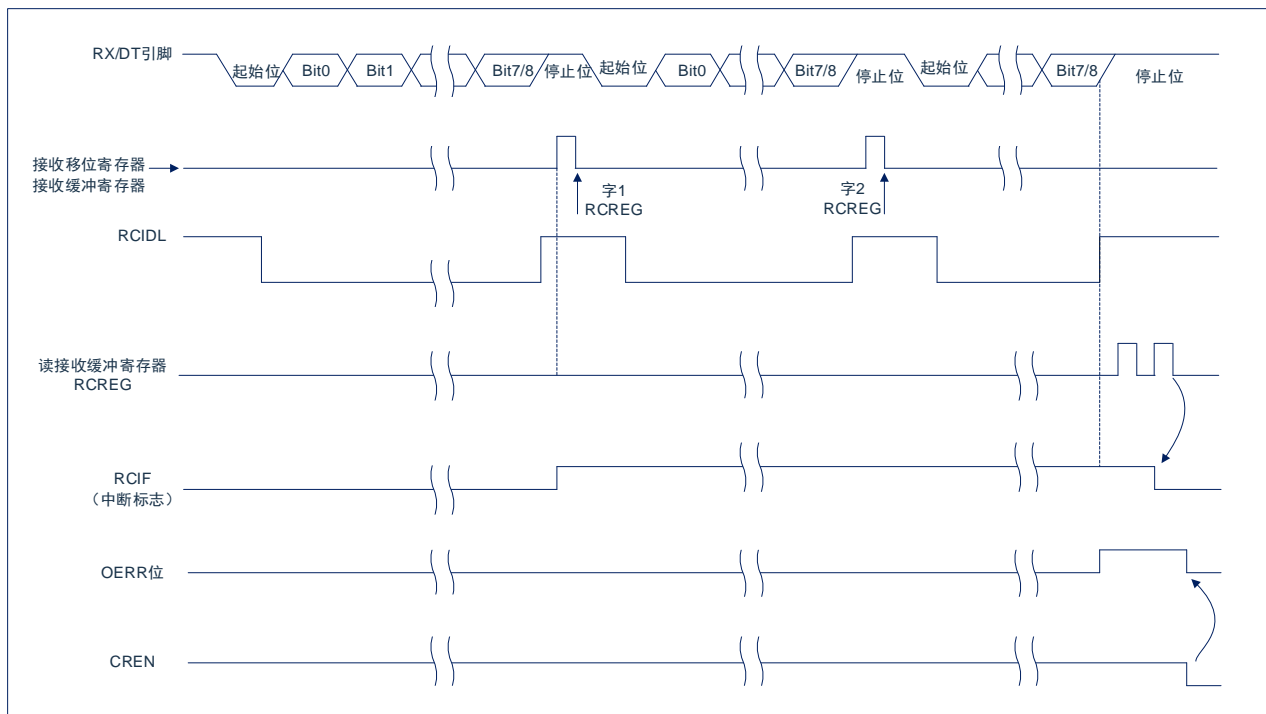 RX/DT引脚
起始位 Bit0 Bit1 Bit7/8 停止位 起始位 Bit0 Bit7/8 停止位 起始位 Bit7/8 停止位
接收移位寄存器
接收缓冲寄存器
字1
RCREG
字2
RCREG
RCIDL
读接收缓冲寄存器
RCREG
RCIF
（中断标志）
OERR位
CREN